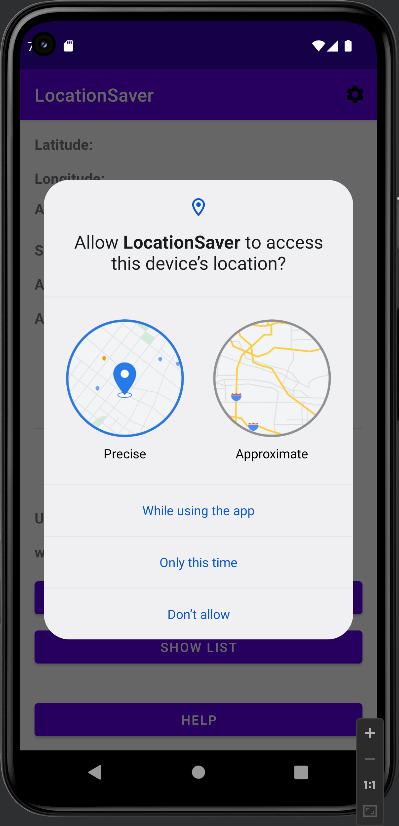 7
LocationSaver
Latitude:
Longitude:
A
S
A
A
Allow LocationSaver to access
this device's location?
Precise
Approximate
While using the app
Only this time
Don't allow
U
w
SHOW LIST
HELP
1:1